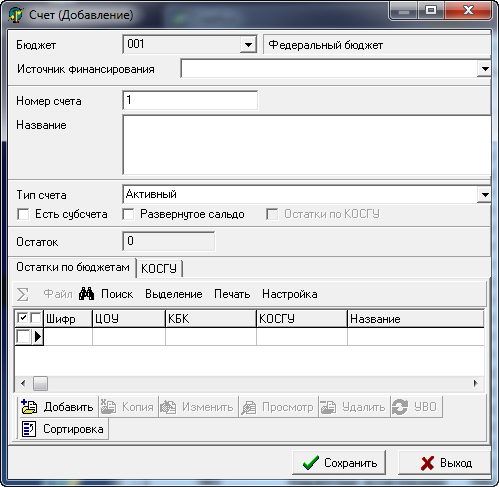 Счет (Добавление)
Бюджет 001 Федеральный бюджет
Источник финансирования
Номер счета 1
Название
Тип счета Активный
Есть субсчета Развернутое сальдо Остатки по КОСГУ
Остаток 0
Остатки по бюджетам КОСГУ
Σ Файл Поиск Выделение Печать Настройка
Шифр ЦОУ КБК КОСГУ Название
Добавить Копия Изменить Просмотр Удалить УВО
Сортировка
Сохранить Выход